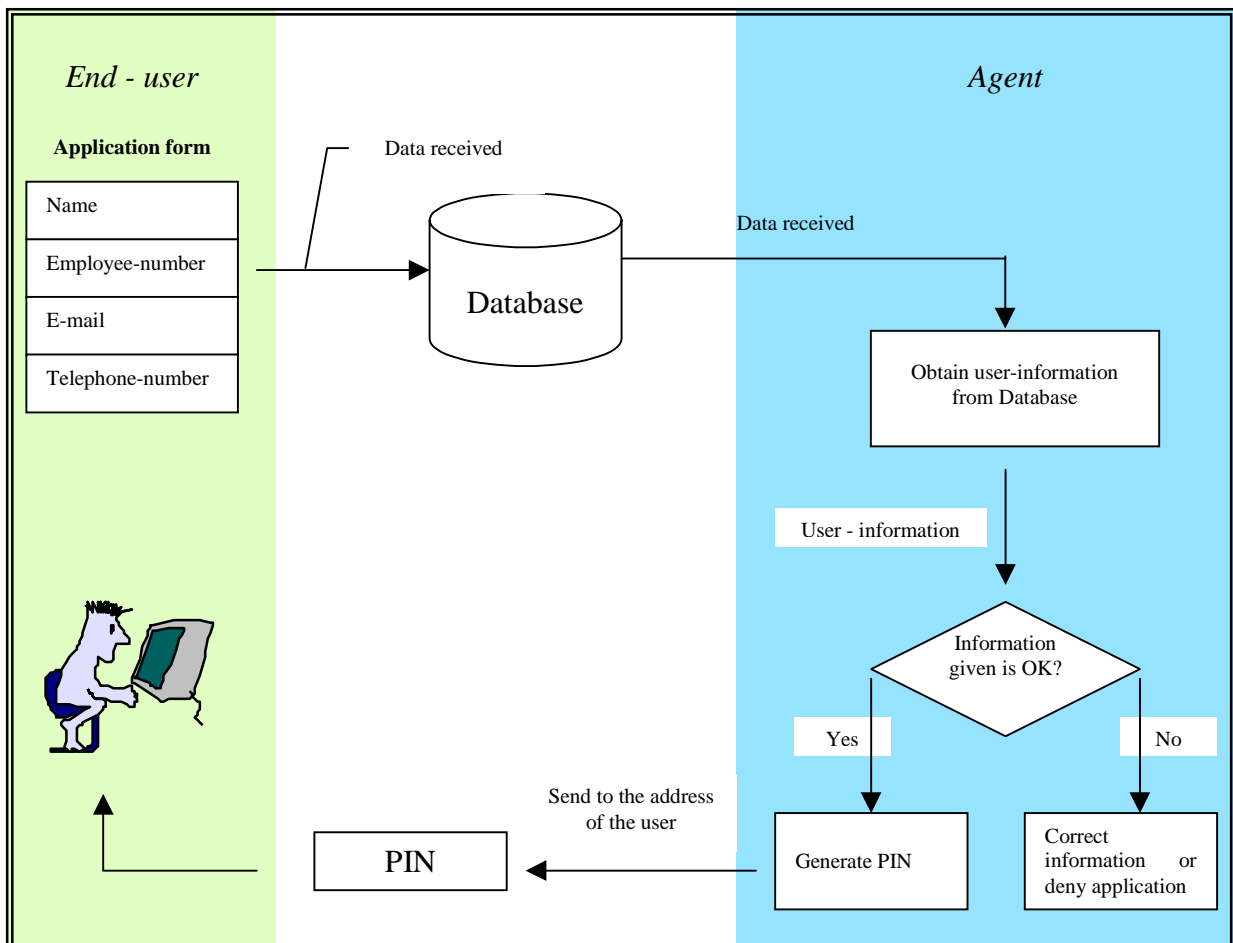 End - user
Agent
Application form
Name
Employee-number
E-mail
Telephone-number
Data received
Database
Data received
Obtain user-information
from Database
User - information
Information
given is OK?
Yes
No
Send to the address
of the user
PIN
Generate PIN
Correct
information or
deny application